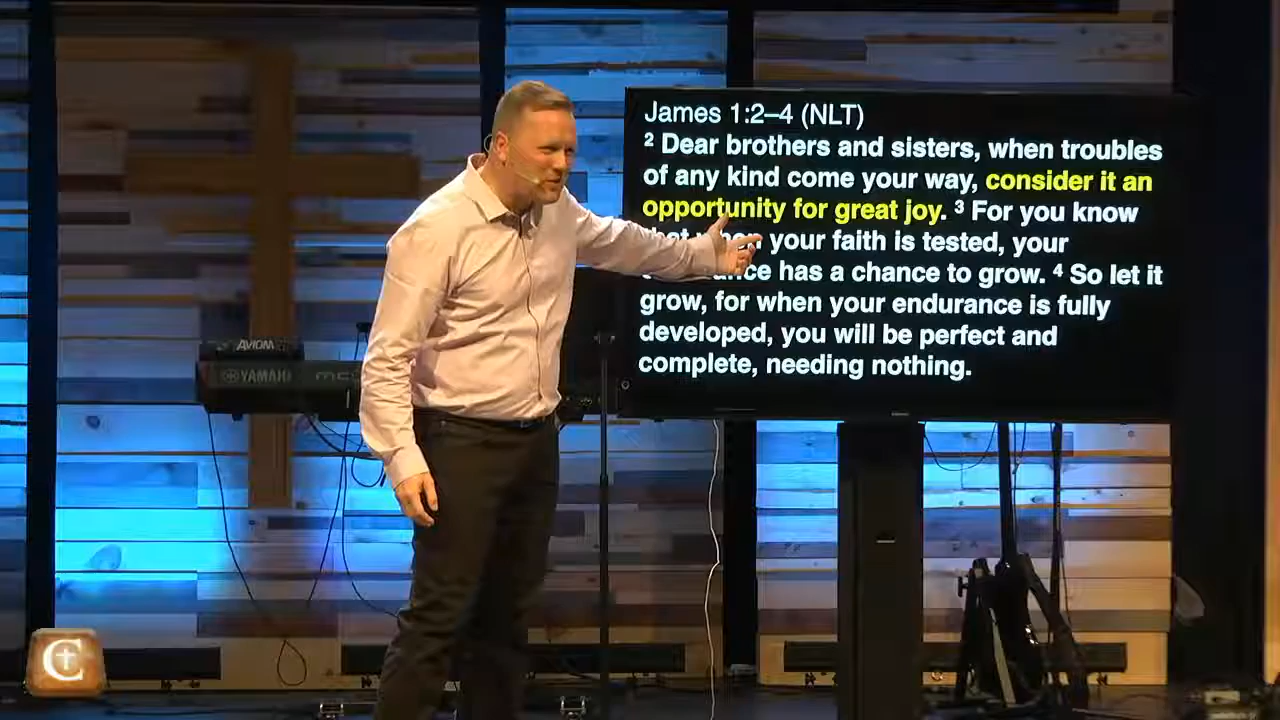 James 1:2–4 (NLT)
² Dear brothers and sisters, when troubles
of any kind come your way, consider it an
opportunity for great joy. ³ For you know
your faith is tested, your
has a chance to grow. ⁴ So let it
grow, for when your endurance is fully
developed, you will be perfect and
complete, needing nothing.
AVIOM
YAMAHA
C